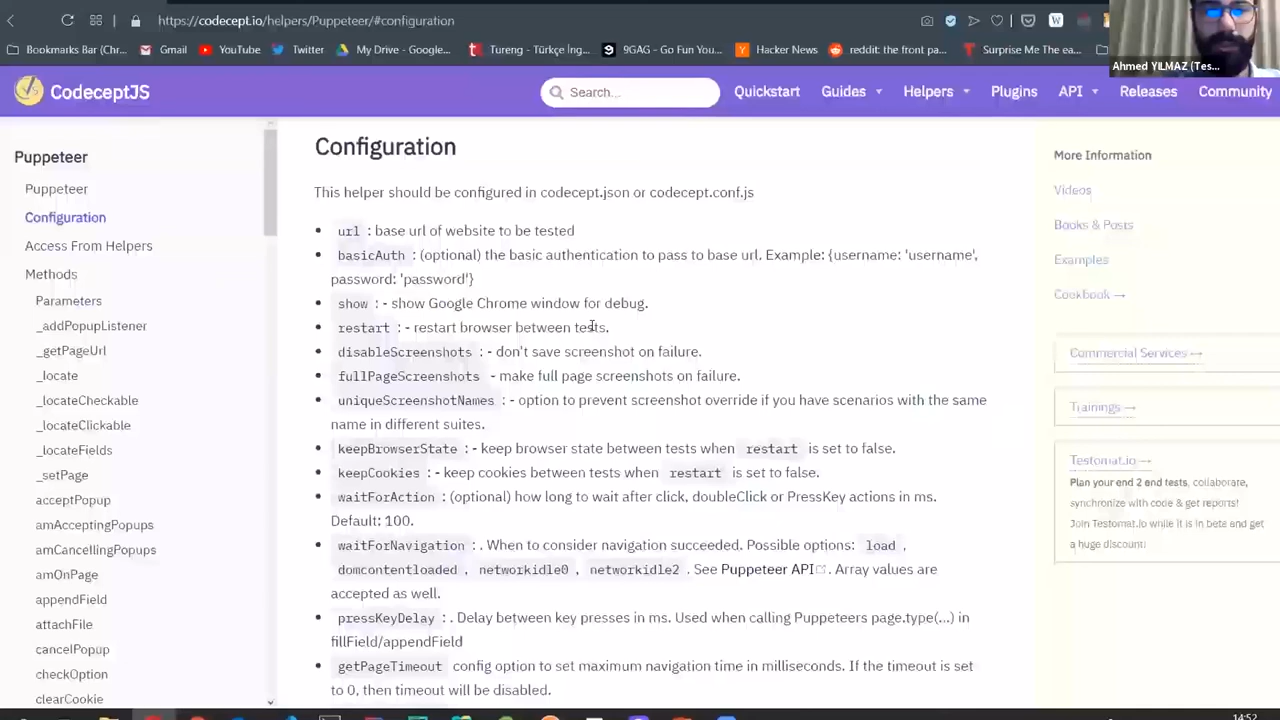 https://codecept.io/helpers/Puppeteer/#configuration
Bookmarks Bar (Chr...
Gmail
YouTube
Twitter
My Drive - Google...
Tureng - Türkçe İng...
9GAG - Go Fun You...
Hacker News
reddit: the front pa...
Surprise Me The ea...
Ahmed YILMAZ (Tes...
CodeceptJS
Search...
Quickstart
Guides
Helpers
Plugins
API
Releases
Community
Puppeteer
Puppeteer
Configuration
Access From Helpers
Methods
Parameters
_addPopupListener
_getPageUrl
_locate
_locateCheckable
_locateClickable
_locateFields
_setPage
acceptPopup
amAcceptingPopups
amCancellingPopups
amOnPage
appendField
attachFile
cancelPopup
checkOption
clearCookie
Configuration
This helper should be configured in codecept.json or codecept.conf.js
• url : base url of website to be tested
• basicAuth : (optional) the basic authentication to pass to base url. Example: {username: 'username',
password: 'password'}
• show : - show Google Chrome window for debug.
• restart : - restart browser between tests.
• disableScreenshots : - don't save screenshot on failure.
• fullPageScreenshots - make full page screenshots on failure.
• uniqueScreenshotNames : - option to prevent screenshot override if you have scenarios with the same
name in different suites.
• keepBrowserState : - keep browser state between tests when restart is set to false.
• keepCookies : - keep cookies between tests when restart is set to false.
• waitForAction : (optional) how long to wait after click, doubleClick or PressKey actions in ms.
Default: 100.
• waitForNavigation : . When to consider navigation succeeded. Possible options: load ,
domcontentloaded , networkidle0 , networkidle2 . See Puppeteer API . Array values are
accepted as well.
• pressKeyDelay : . Delay between key presses in ms. Used when calling Puppeteers page.type(...) in
fillField/appendField
• getPageTimeout config option to set maximum navigation time in milliseconds. If the timeout is set
to 0, then timeout will be disabled.
More Information
Videos
Books & Posts
Examples
Cookbook →
Commercial Services →
Trainings →
Testomat.io →
Plan your end 2 end tests, collaborate,
synchronize with code & get reports!
Join Testomat.io while it is in beta and get
a huge discount!
14:52